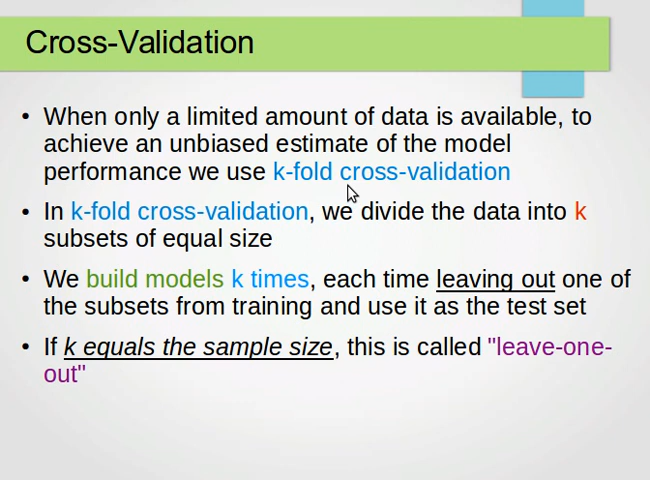 Cross-Validation
• When only a limited amount of data is available, to
achieve an unbiased estimate of the model
performance we use k-fold cross-validation
• In k-fold cross-validation, we divide the data into k
subsets of equal size
• We build models k times, each time leaving out one of
the subsets from training and use it as the test set
• If k equals the sample size, this is called "leave-one-
out"